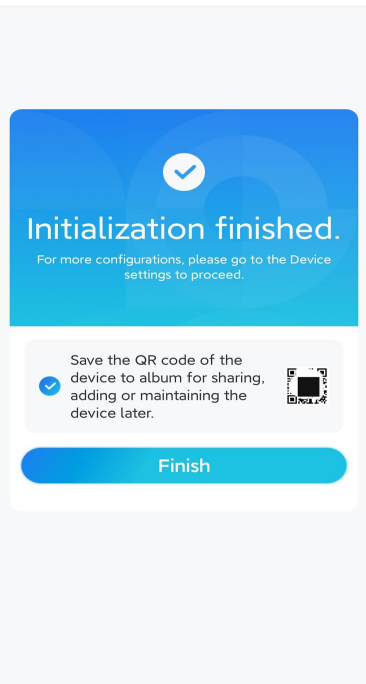 Initialization finished.
For more configurations, please go to the Device
settings to proceed.
Save the QR code of the
device to album for sharing,
adding or maintaining the
device later.
Finish